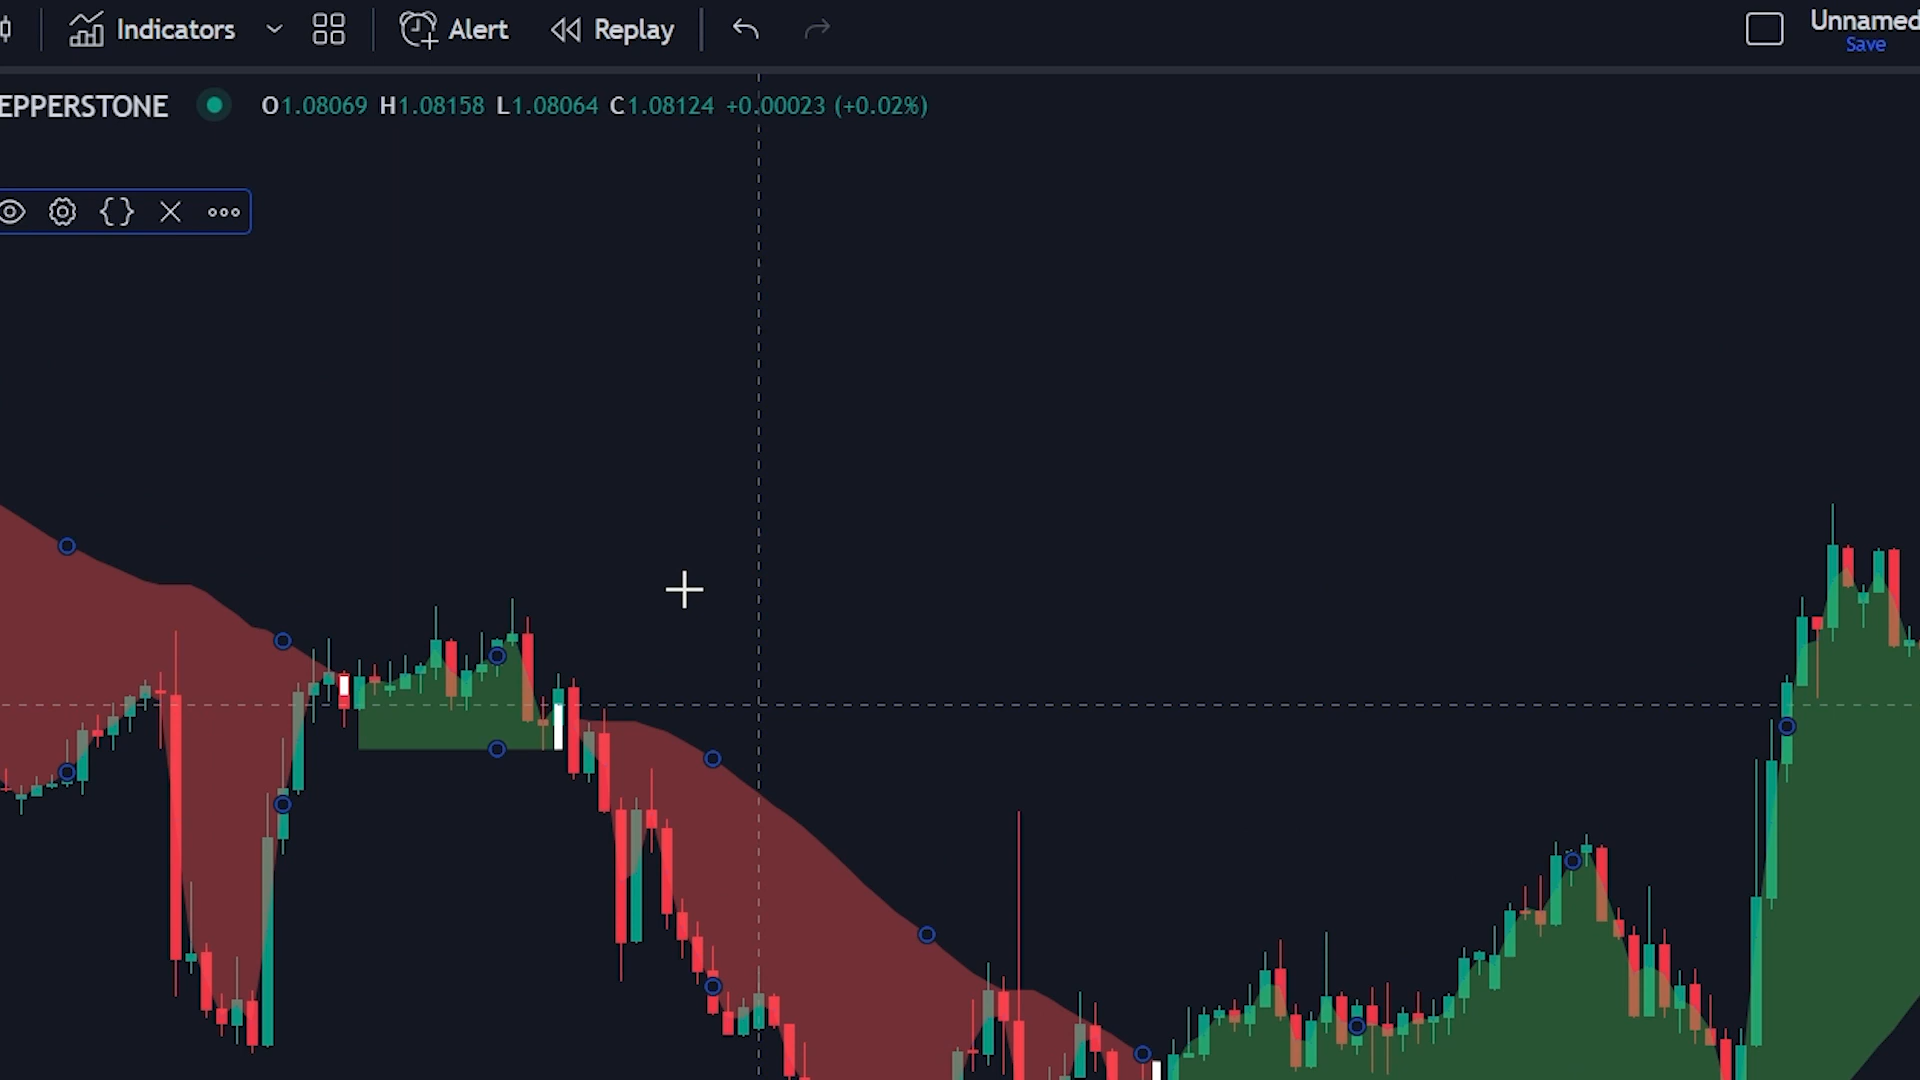 Indicators Alert Replay Unnamed
Save
EPPERSTONE O1.08069 H1.08158 L1.08064 C1.08124 +0.00023 (+0.02%)